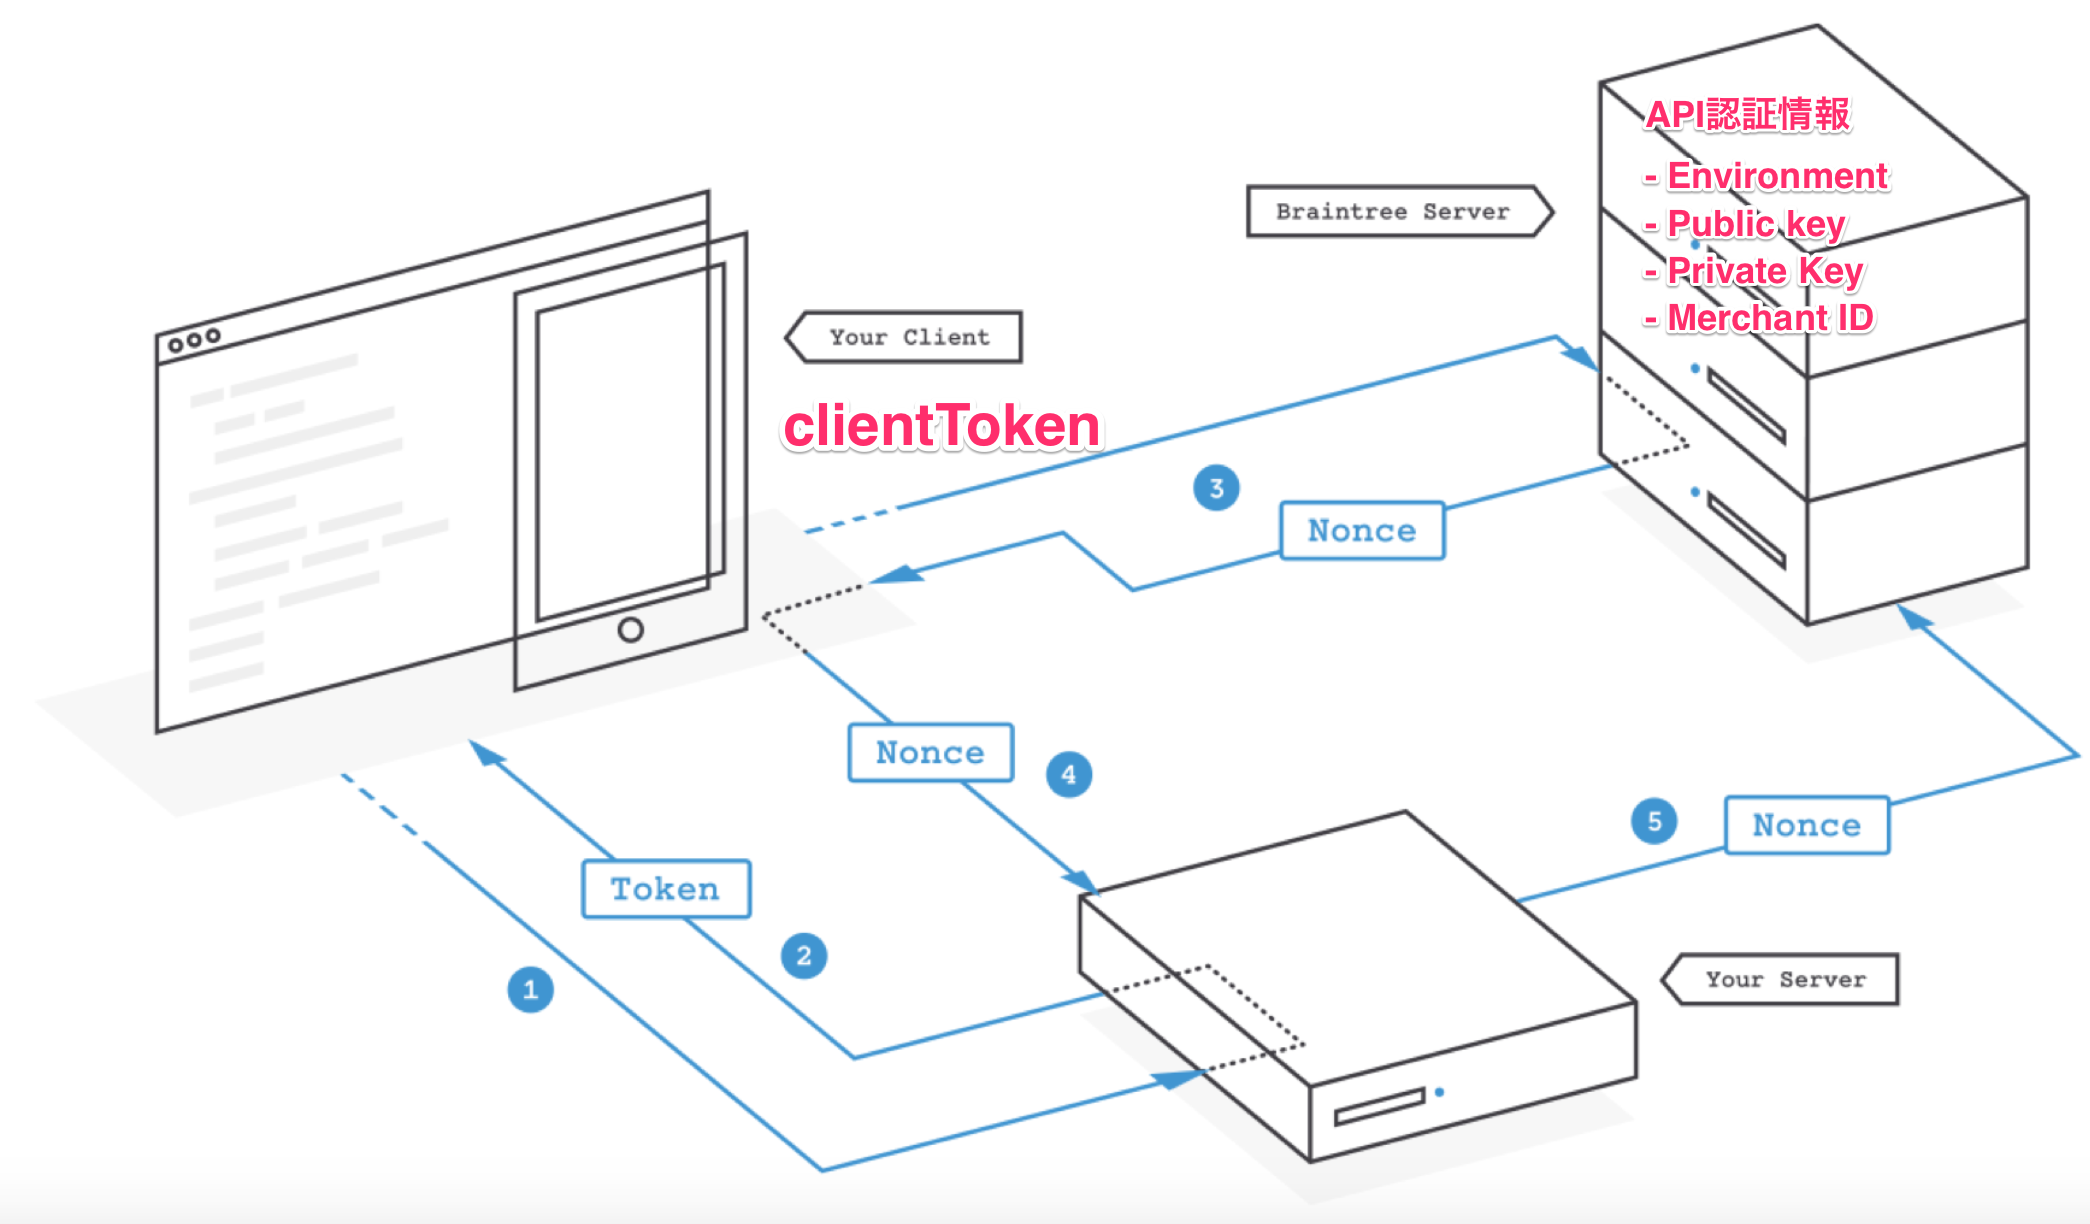 API認証情報
- Environment
- Public key
- Private Key
- Merchant ID
Braintree Server
Your Client
clientToken
3
Nonce
Nonce
4
5
Nonce
Token
2
1
Your Server